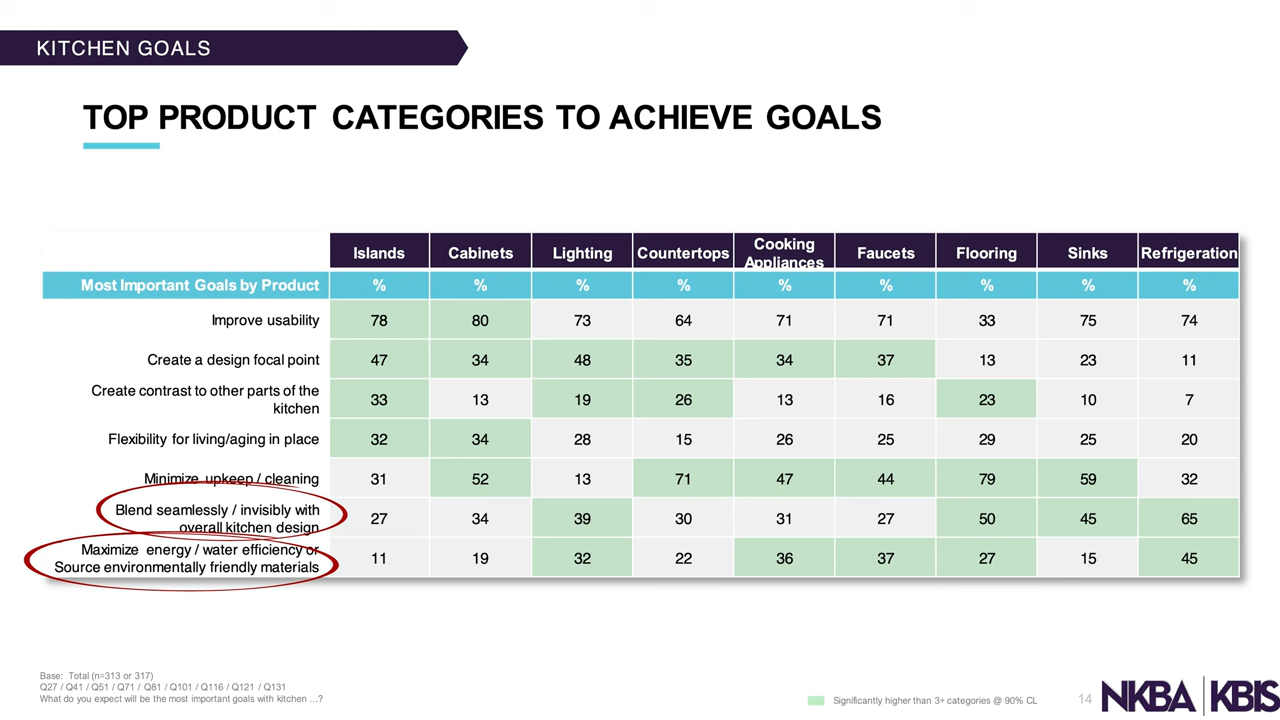 KITCHEN GOALS
TOP PRODUCT CATEGORIES TO ACHIEVE GOALS
Islands Cabinets Lighting Countertops Cooking Appliances Faucets Flooring Sinks Refrigeration
Most Important Goals by Product % % % % % % % % %
Improve usability 78 80 73 64 71 71 33 75 74
Create a design focal point 47 34 48 35 34 37 13 23 11
Create contrast to other parts of the
kitchen 33 13 19 26 13 16 23 10 7
Flexibility for living/aging in place 32 34 28 15 26 25 29 25 20
Minimize upkeep / cleaning 31 52 13 71 47 44 79 59 32
Blend seamlessly / invisibly with
overall kitchen design 27 34 39 30 31 27 50 45 65
Maximize energy / water efficiency or
Source environmentally friendly materials 11 19 32 22 36 37 27 15 45
Base: Total (n=313 or 317)
Q27 / Q41 / Q51 / Q71 / Q81 / Q101 / Q116 / Q121 / Q131
What do you expect will be the most important goals with kitchen …?
Significantly higher than 3+ categories @ 90% CL
14
NKBA KBIS